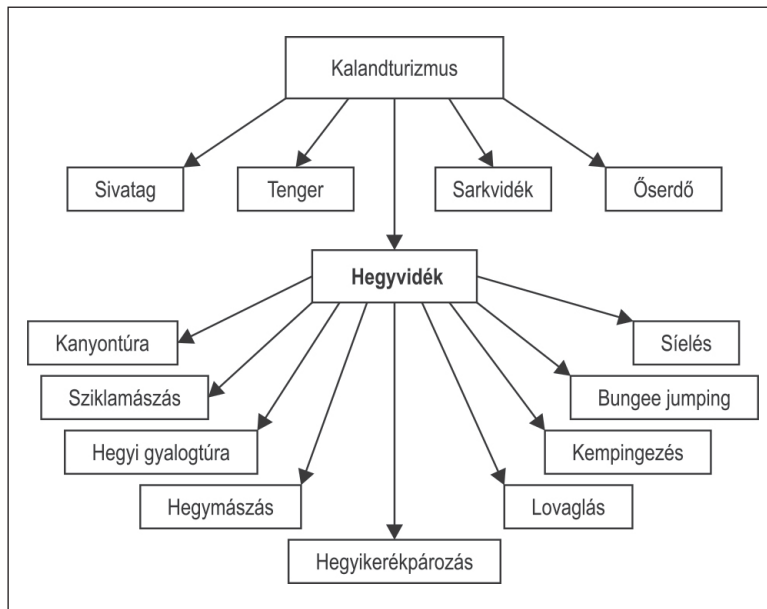 Kalandturizmus
Sivatag
Tenger
Sarkvidék
Őserdő
Hegyvidék
Kanyontúra
Síelés
Sziklamászás
Bungee jumping
Hegyi gyalogtúra
Kempingezés
Hegymászás
Lovaglás
Hegyikerékpározás